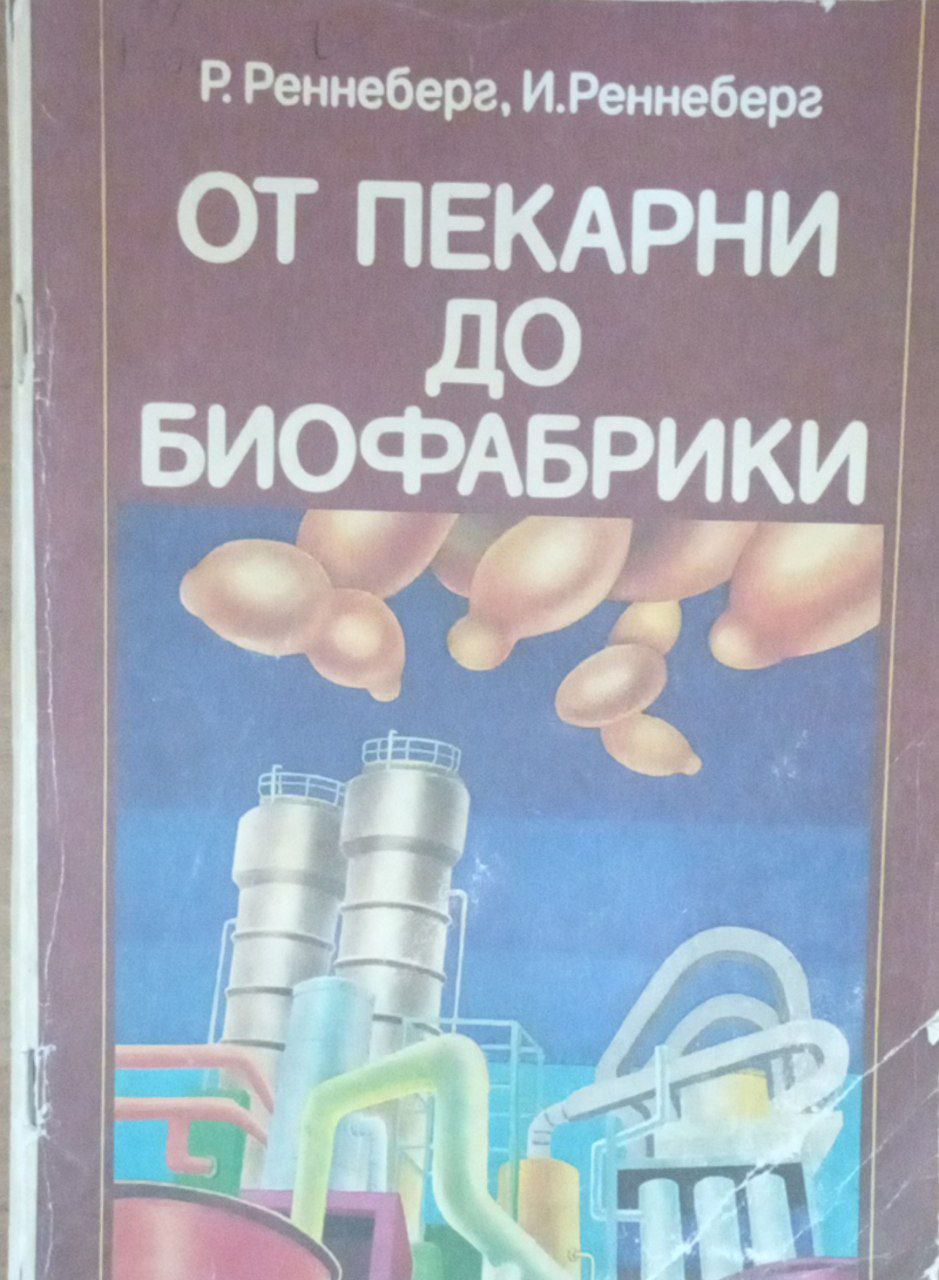 Р. Реннеберг, И.Реннеберг
ОТ ПЕКАРНИ
ДО
БИОФАБРИКИ